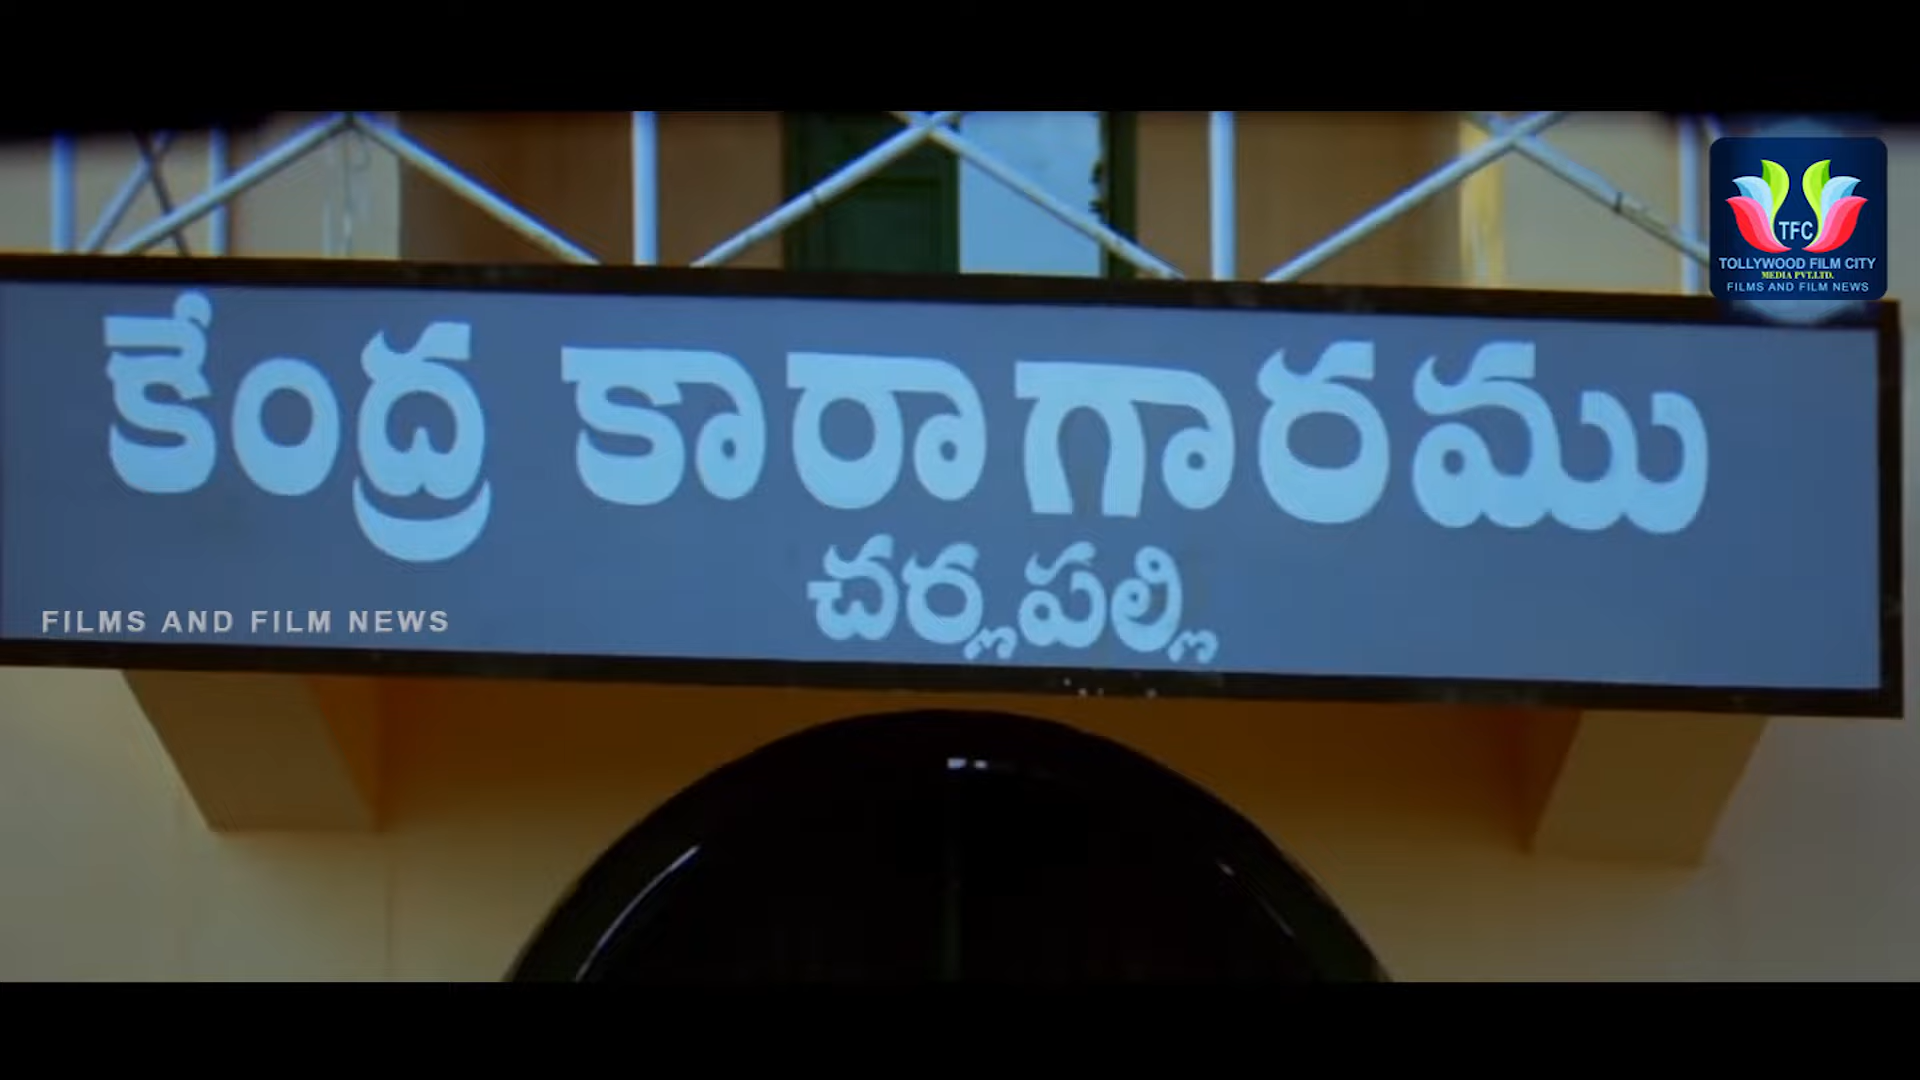 TFC
TOLLYWOOD FILM CITY
MEDIA PVT.LTD.
FILMS AND FILM NEWS
కేంద్ర కారాగారము
చర్లపల్లి
FILMS AND FILM NEWS